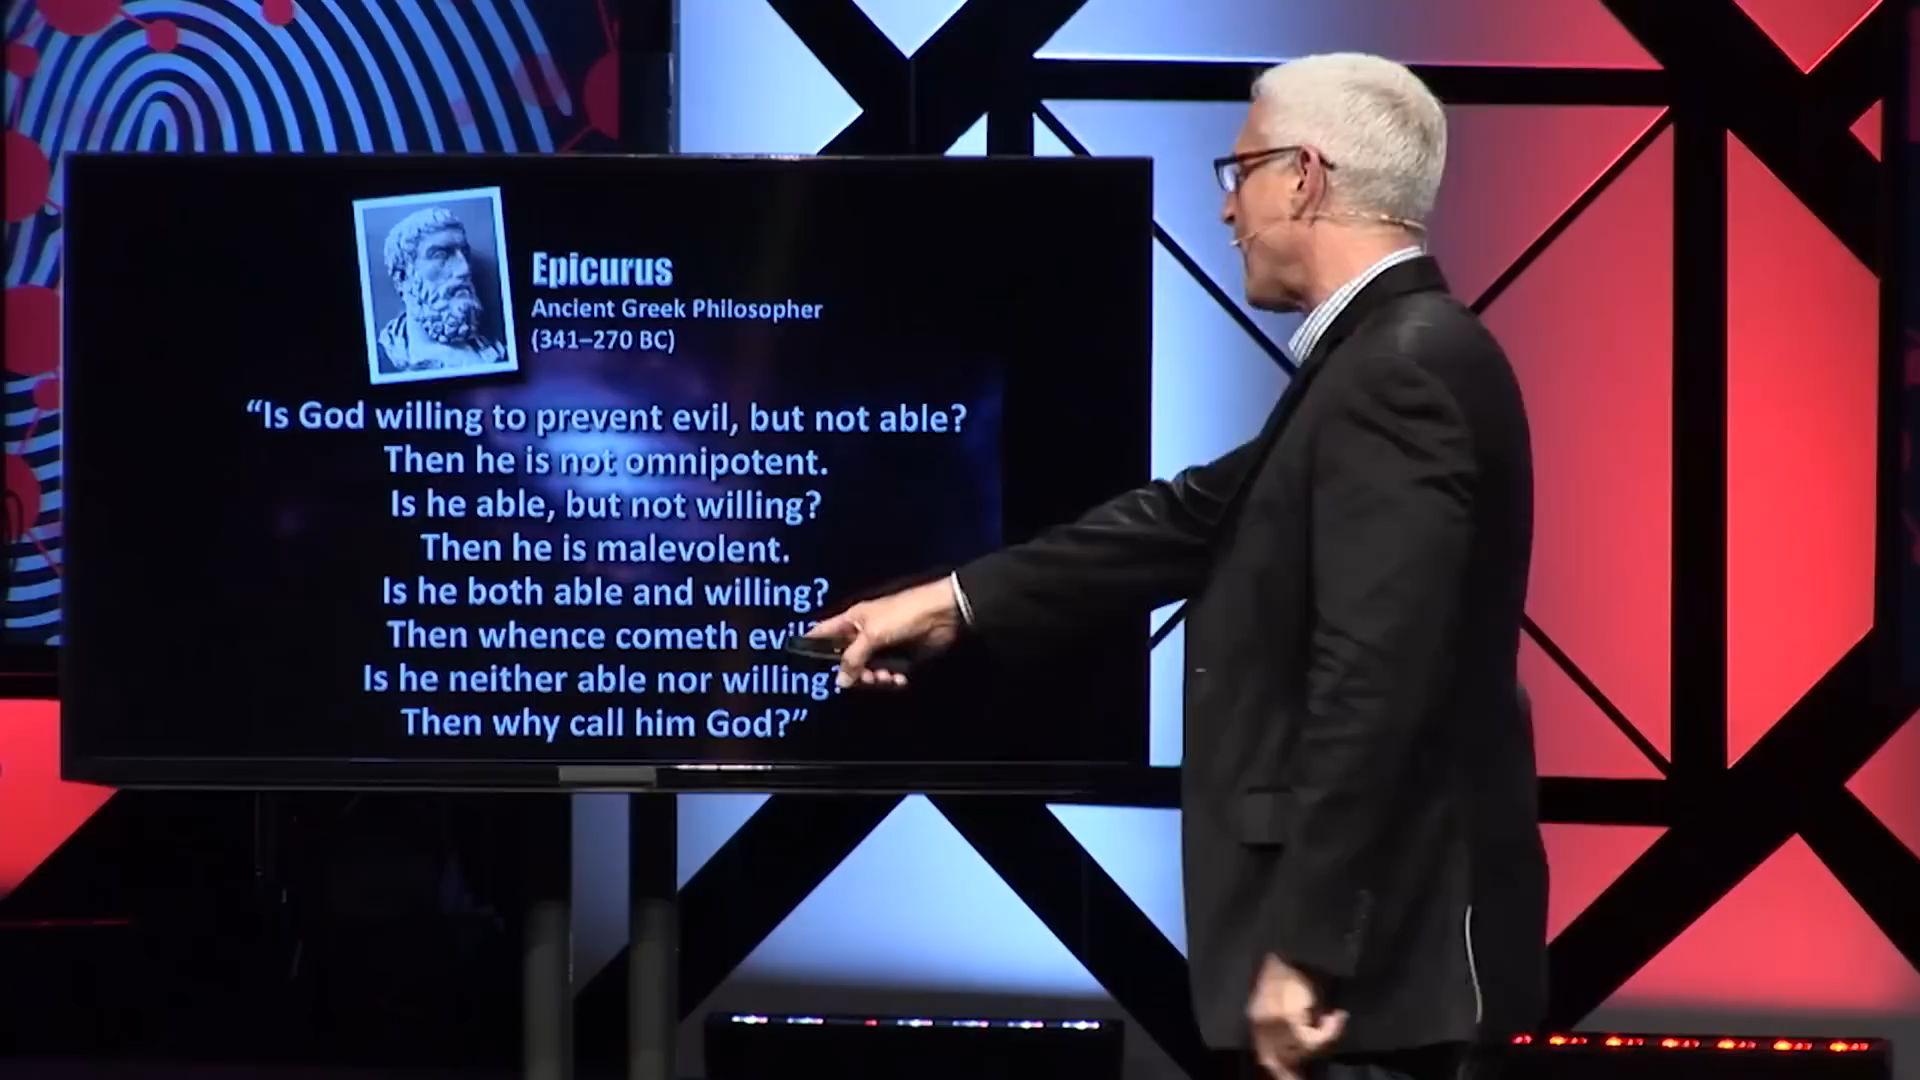 Epicurus
Ancient Greek Philosopher
(341–270 BC)
“Is God willing to prevent evil, but not able?
Then he is not omnipotent.
Is he able, but not willing?
Then he is malevolent.
Is he both able and willing?
Then whence cometh evil?
Is he neither able nor willing?
Then why call him God?”